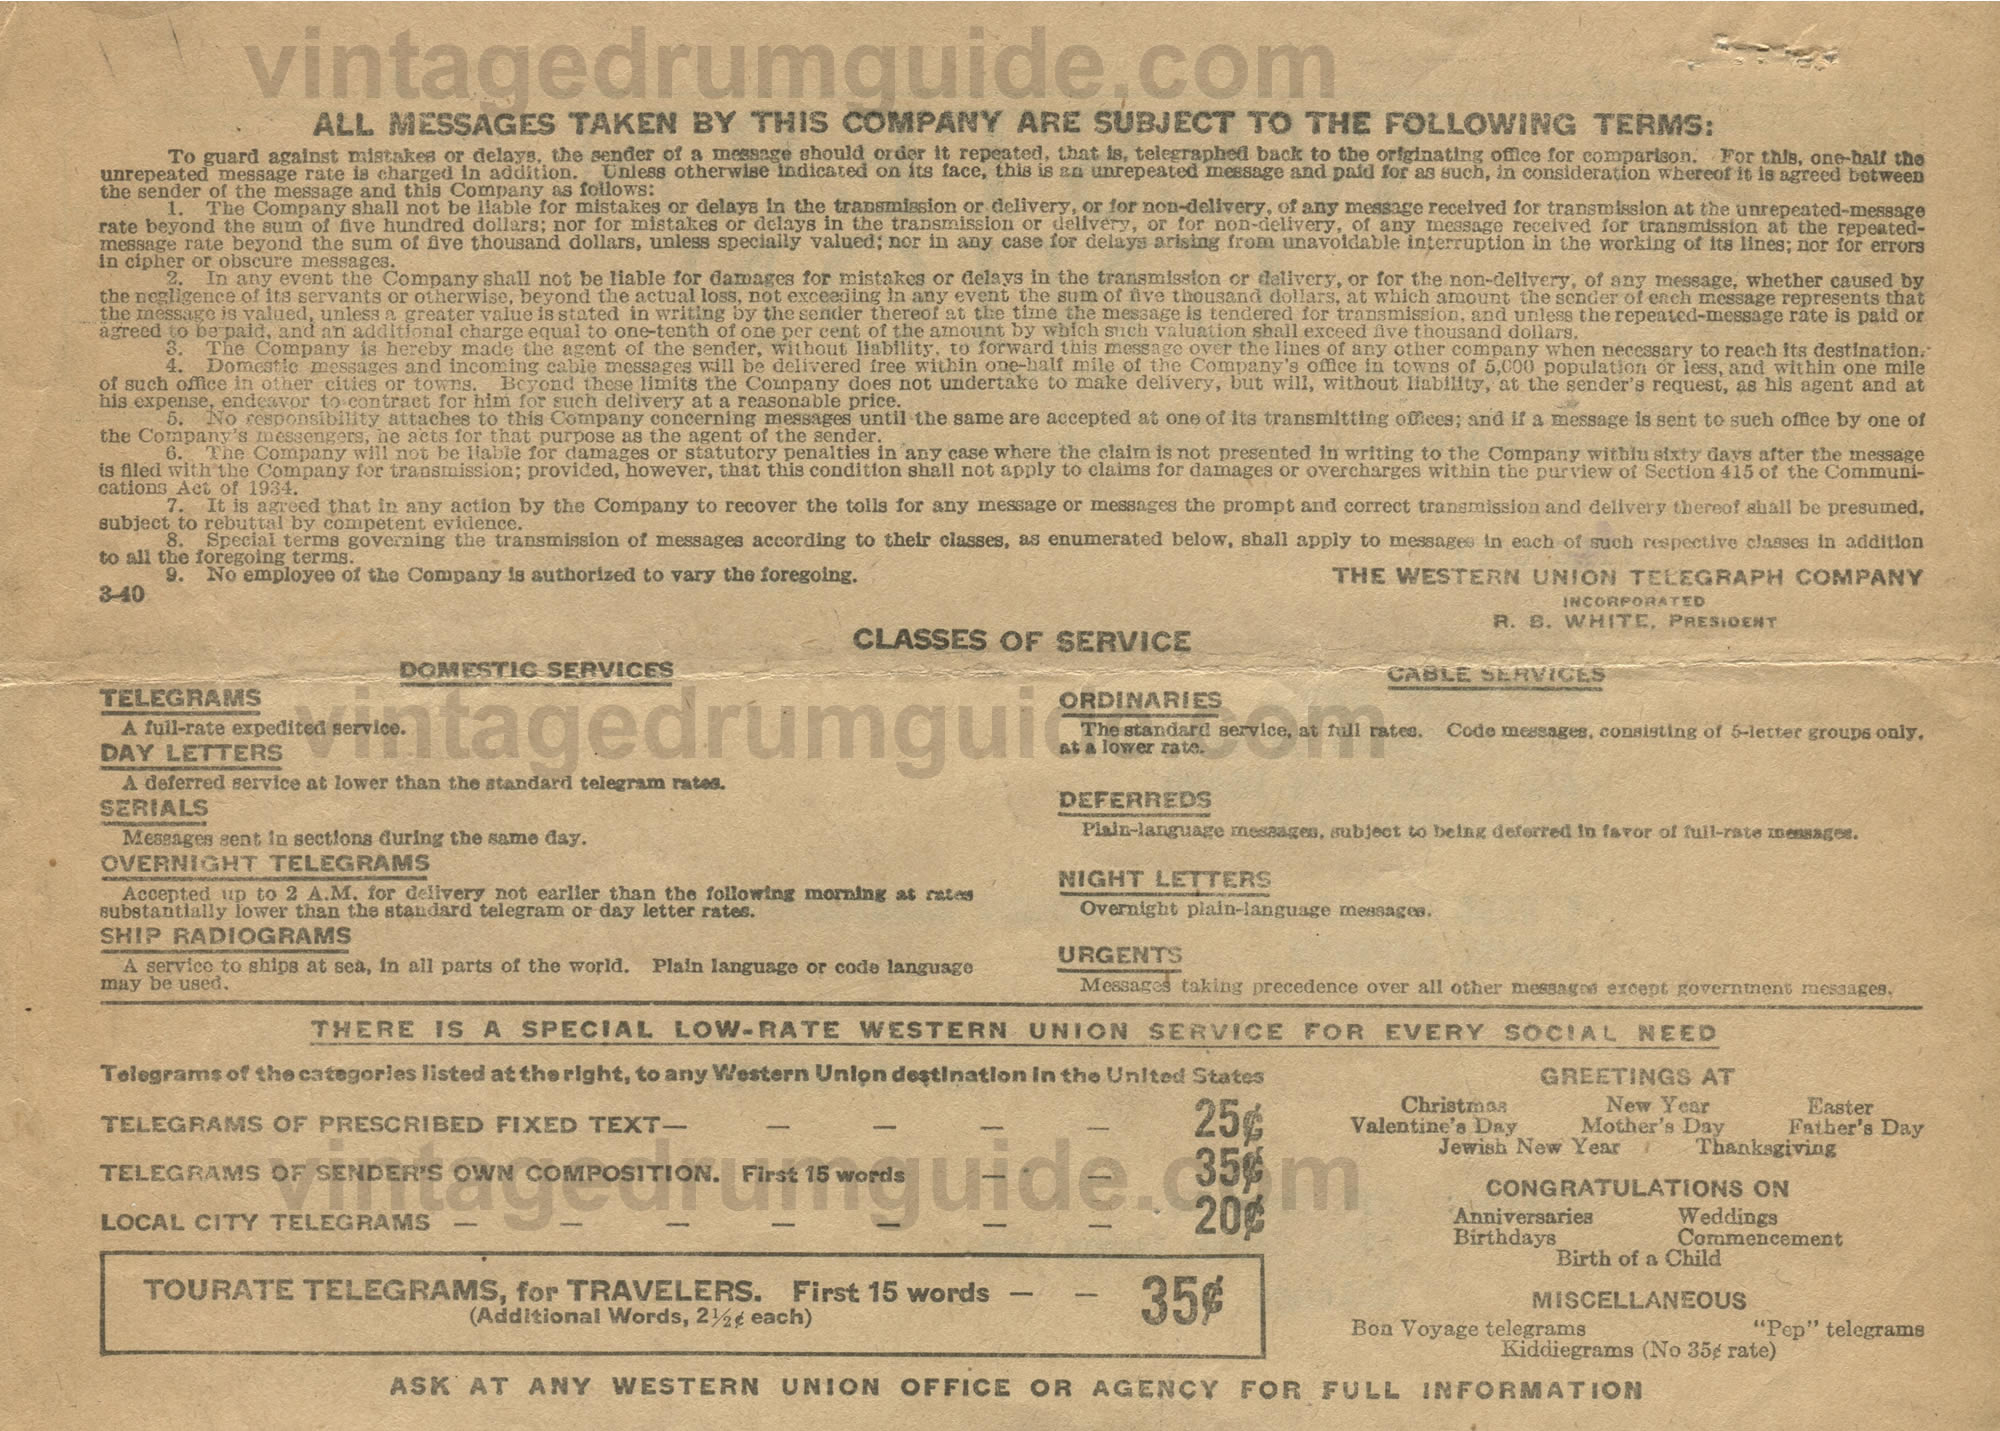 vintagedrumguide.com
ALL MESSAGES TAKEN BY THIS COMPANY ARE SUBJECT TO THE FOLLOWING TERMS:
To guard against mistakes or delays, the sender of a message should order it repeated, that is, telegraphed back to the originating office for comparison. For this, one-half the
unrepeated message rate is charged in addition. Unless otherwise indicated on its face, this is an unrepeated message and paid for as such, in consideration whereof it is agreed between
the sender of the message and this Company as follows:
1. The Company shall not be liable for mistakes or delays in the transmission or delivery, or for non-delivery, of any message received for transmission at the unrepeated-message
rate beyond the sum of five hundred dollars; nor for mistakes or delays in the transmission or delivery, or for non-delivery, of any message received for transmission at the repeated-
message rate beyond the sum of five thousand dollars, unless specially valued; nor in any case for delays arising from unavoidable interruption in the working of its lines; nor for errors
in cipher or obscure messages.
2. In any event the Company shall not be liable for damages for mistakes or delays in the transmission or delivery, or for the non-delivery, of any message, whether caused by
the negligence of its servants or otherwise, beyond the actual loss, not exceeding in any event the sum of five thousand dollars, at which amount the sender of each message represents that
the message is valued, unless a greater value is stated in writing by the sender thereof at the time the message is tendered for transmission, and unless the repeated-message rate is paid or
agreed to be paid, and an additional charge equal to one-tenth of one per cent of the amount by which such valuation shall exceed five thousand dollars.
3. The Company is hereby made the agent of the sender, without liability, to forward this message over the lines of any other company when necessary to reach its destination.
4. Domestic messages and incoming cable messages will be delivered free within one-half mile of the Company's office in towns of 5,000 population or less, and within one mile
of such office in other cities or towns. Beyond these limits the Company does not undertake to make delivery, but will, without liability, at the sender's request, as his agent and at
his expense, endeavor to contract for him for such delivery at a reasonable price.
5. No responsibility attaches to this Company concerning messages until the same are accepted at one of its transmitting offices; and if a message is sent to such office by one of
the Company's messengers, he acts for that purpose as the agent of the sender.
6. The Company will not be liable for damages or statutory penalties in any case where the claim is not presented in writing to the Company within sixty days after the message
is filed with the Company for transmission; provided, however, that this condition shall not apply to claims for damages or overcharges within the purview of Section 415 of the Communi-
cations Act of 1934.
7. It is agreed that in any action by the Company to recover the tolls for any message or messages the prompt and correct transmission and delivery thereof shall be presumed,
subject to rebuttal by competent evidence.
8. Special terms governing the transmission of messages according to their classes, as enumerated below, shall apply to messages in each of such respective classes in addition
to all the foregoing terms.
9. No employee of the Company is authorized to vary the foregoing.
THE WESTERN UNION TELEGRAPH COMPANY
INCORPORATED
R. B. WHITE, PRESIDENT
3-40
CLASSES OF SERVICE
DOMESTIC SERVICES
TELEGRAMS
A full-rate expedited service.
DAY LETTERS
A deferred service at lower than the standard telegram rates.
SERIALS
Messages sent in sections during the same day.
OVERNIGHT TELEGRAMS
Accepted up to 2 A.M. for delivery not earlier than the following morning at rates
substantially lower than the standard telegram or day letter rates.
SHIP RADIOGRAMS
A service to ships at sea, in all parts of the world. Plain language or code language
may be used.
CABLE SERVICES
ORDINARIES
The standard service, at full rates. Code messages, consisting of 5-letter groups only,
at a lower rate.
DEFERREDS
Plain-language messages, subject to being deferred in favor of full-rate messages.
NIGHT LETTERS
Overnight plain-language messages.
URGENTS
Messages taking precedence over all other messages except government messages.
vintagedrumguide.com
THERE IS A SPECIAL LOW-RATE WESTERN UNION SERVICE FOR EVERY SOCIAL NEED
Telegrams of the categories listed at the right, to any Western Union destination in the United States
TELEGRAMS OF PRESCRIBED FIXED TEXT— — — — — — 25¢
TELEGRAMS OF SENDER'S OWN COMPOSITION. First 15 words — — 35¢
LOCAL CITY TELEGRAMS — — — — — — — 20¢
vintagedrumguide.com
TOURATE TELEGRAMS, for TRAVELERS. First 15 words — — 35¢
(Additional Words, 2½¢ each)
GREETINGS AT
Christmas New Year Easter
Valentine's Day Mother's Day Father's Day
Jewish New Year Thanksgiving
CONGRATULATIONS ON
Anniversaries Weddings
Birthdays Commencement
Birth of a Child
MISCELLANEOUS
Bon Voyage telegrams "Pep" telegrams
Kiddiegrams (No 35¢ rate)
ASK AT ANY WESTERN UNION OFFICE OR AGENCY FOR FULL INFORMATION